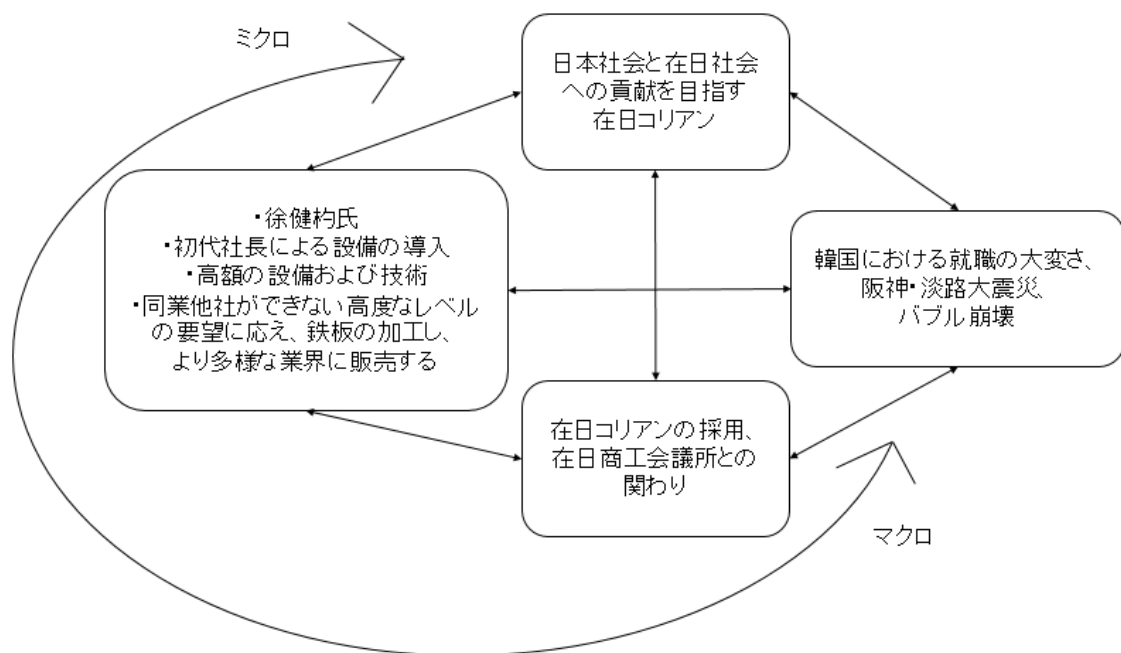 ミクロ
日本社会と在日社会
への貢献を目指す
在日コリアン
・徐健杓氏
・初代社長による設備の導入
・高額の設備および技術
・同業他社ができない高度なレベル
の要望に応え、鉄板の加工し、
より多様な業界に販売する
韓国における就職の大変さ、
阪神・淡路大震災、
バブル崩壊
在日コリアンの採用、
在日商工会議所との
関わり
マクロ